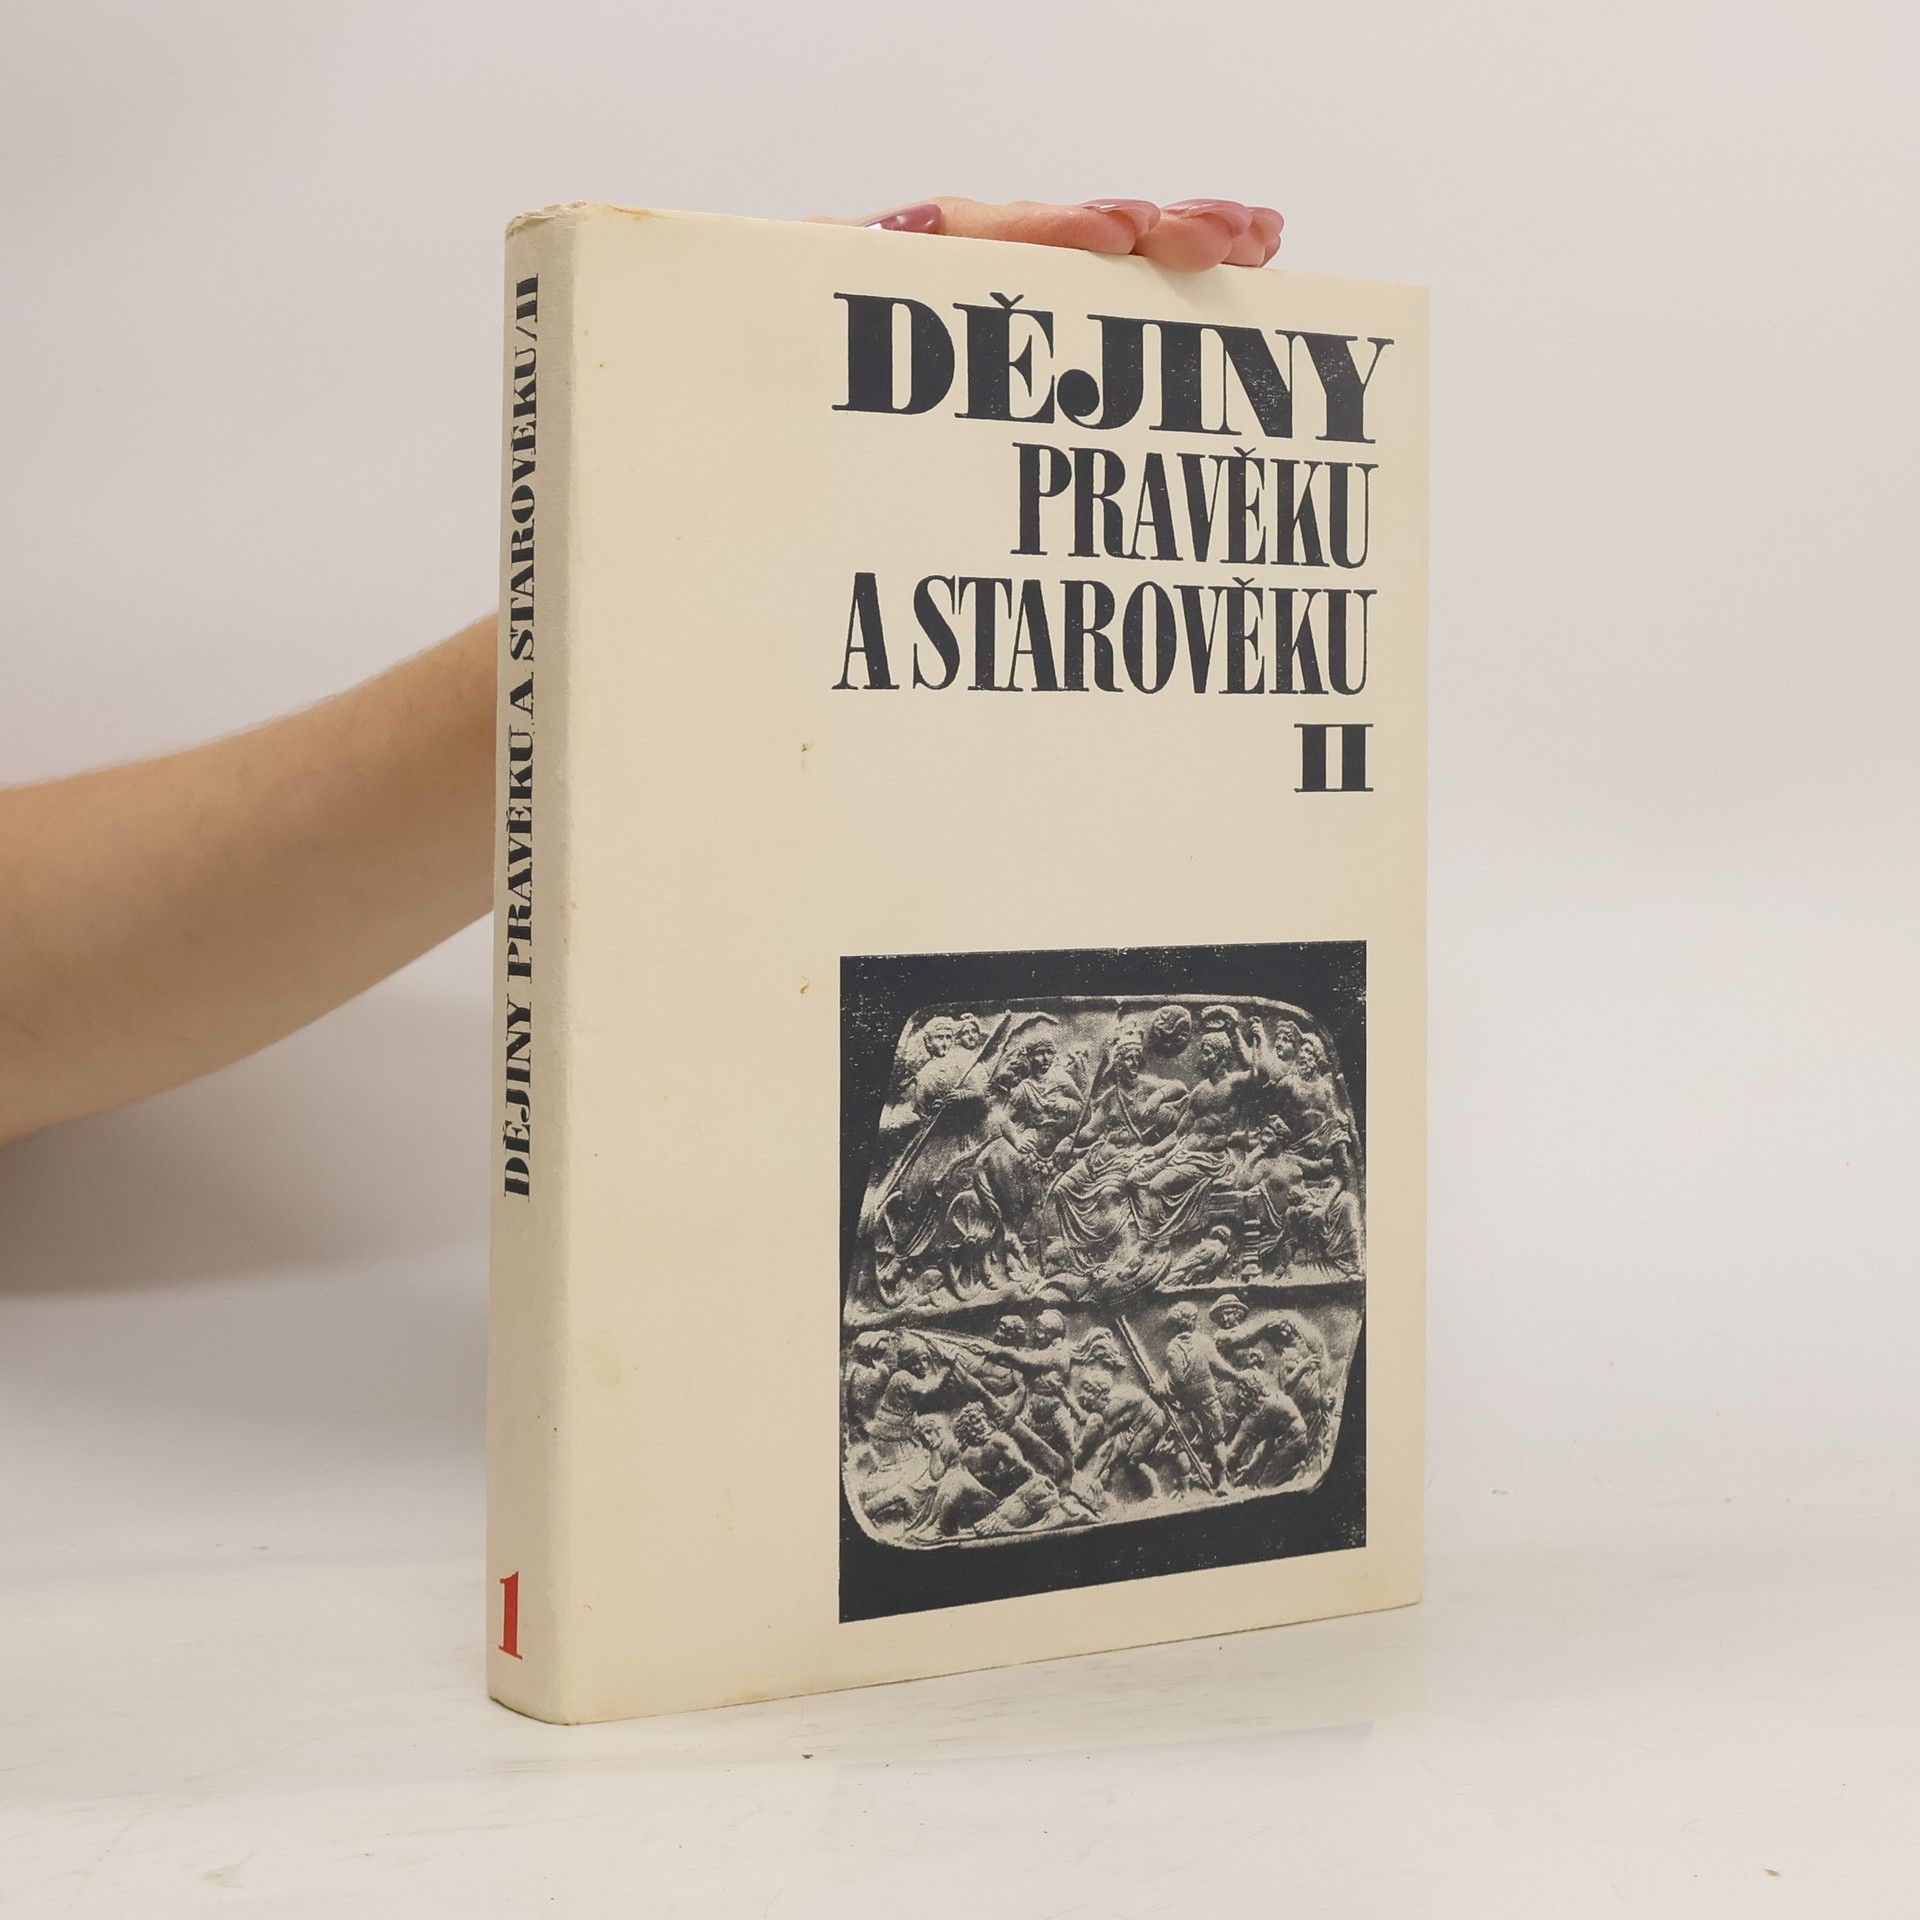 DĚJINY
PRAVĚKU
A STAROVĚKU
II
DĚJINY PRAVĚKU A STAROVĚKU/II
1